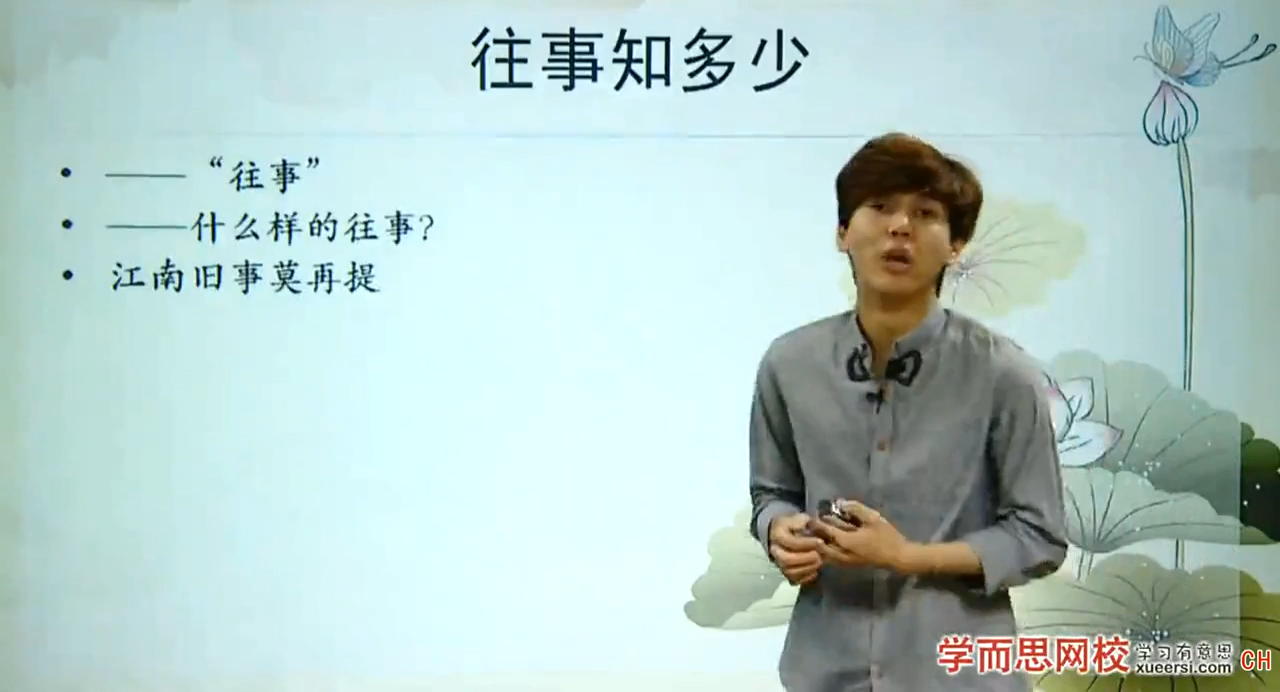 往事知多少
• ——“往事”
• ——什么样的往事?
• 江南旧事莫再提
学而思网校 学习有意思
xueersi.com CH